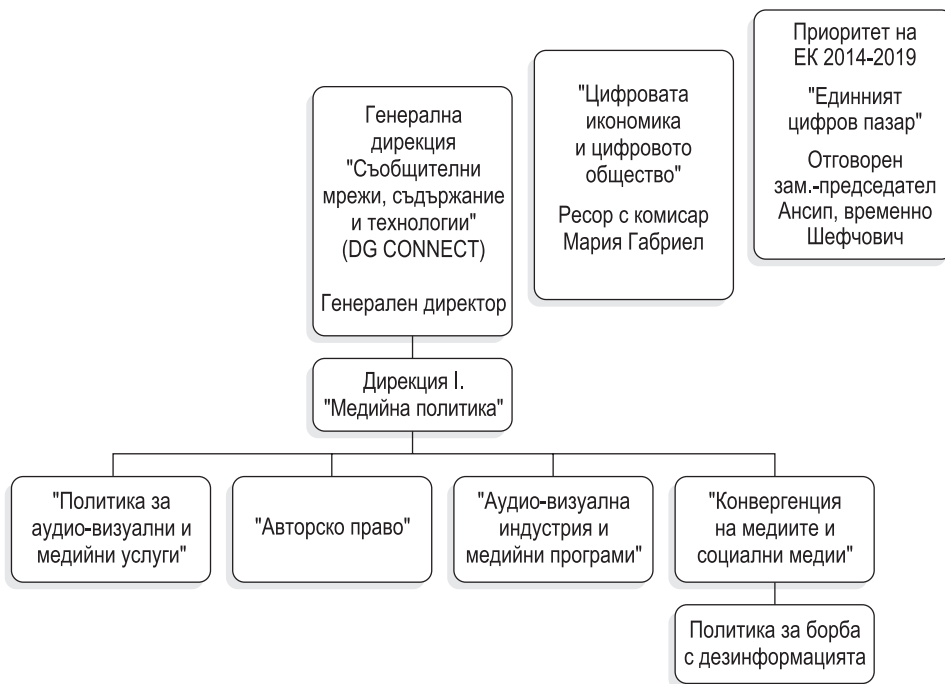 Генерална
дирекция
"Съобщителни
мрежи, съдържание
и технологии"
(DG CONNECT)
Генерален директор
"Цифровата
икономика
и цифровото
общество"
Ресор с комисар
Мария Габриел
Приоритет на
ЕК 2014-2019
"Единният
цифров пазар"
Отговорен
зам.-председател
Ансип, временно
Шефчович
Дирекция I.
"Медийна политика"
"Политика за
аудио-визуални и
медийни услуги"
"Авторско право"
"Аудио-визуална
индустрия и
медийни програми"
"Конвергенция
на медиите и
социални медии"
Политика за борба
с дезинформацията